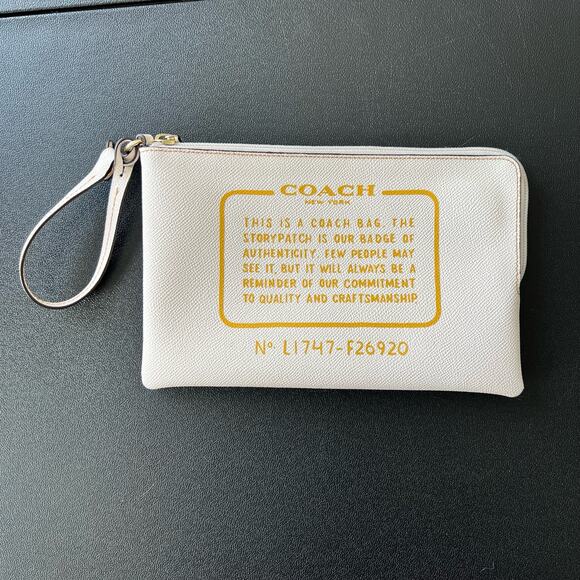 COACH
NEW YORK
THIS IS A COACH BAG. THE
STORYPATCH IS OUR BADGE OF
AUTHENTICITY. FEW PEOPLE MAY
SEE IT, BUT IT WILL ALWAYS BE A
REMINDER OF OUR COMMITMENT
TO QUALITY AND CRAFTSMANSHIP.
No. L1747-F26920